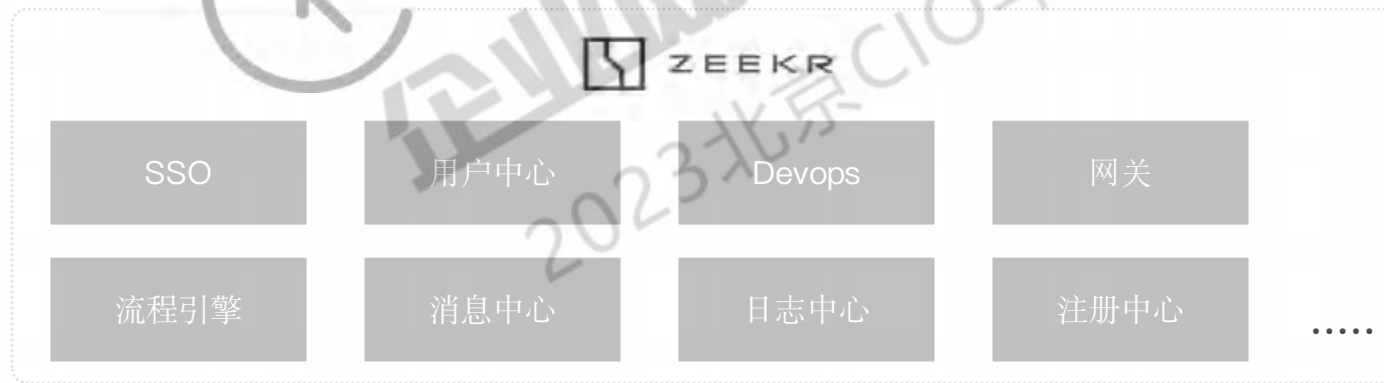 ZEEKR
SSO
用户中心
Devops
网关
流程引擎
消息中心
日志中心
注册中心
.....
2023北京CIO